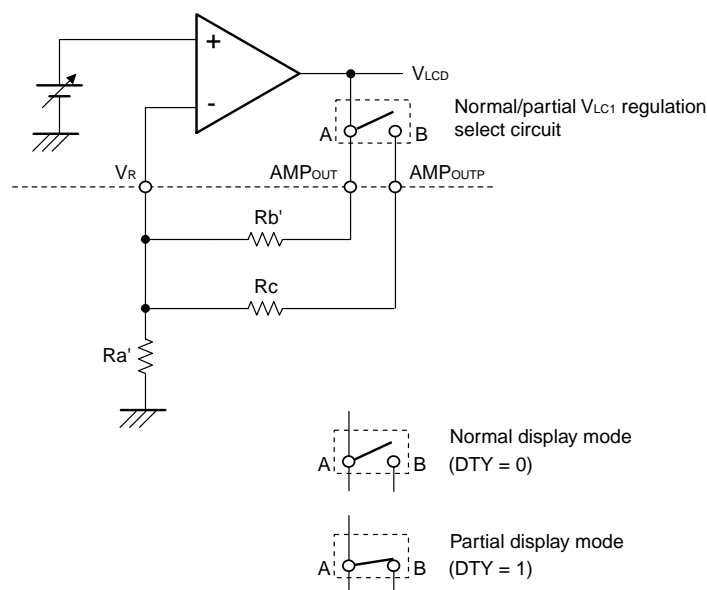 +
-
VLCD
A
B
Normal/partial VLC1 regulation
select circuit
VR
AMPOUT
AMPOUTP
Rb'
Rc
Ra'
A
B
Normal display mode
(DTY = 0)
A
B
Partial display mode
(DTY = 1)